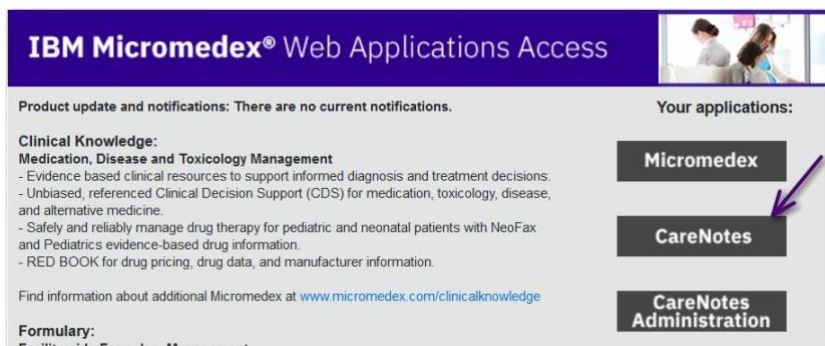 IBM Micromedex® Web Applications Access
Product update and notifications: There are no current notifications.
Your applications:
Clinical Knowledge:
Medication, Disease and Toxicology Management
- Evidence based clinical resources to support informed diagnosis and treatment decisions.
- Unbiased, referenced Clinical Decision Support (CDS) for medication, toxicology, disease,
and alternative medicine.
- Safely and reliably manage drug therapy for pediatric and neonatal patients with NeoFax
and Pediatrics evidence-based drug information.
- RED BOOK for drug pricing, drug data, and manufacturer information.
Find information about additional Micromedex at www.micromedex.com/clinicalknowledge
Formulary:
Micromedex
CareNotes
CareNotes
Administration